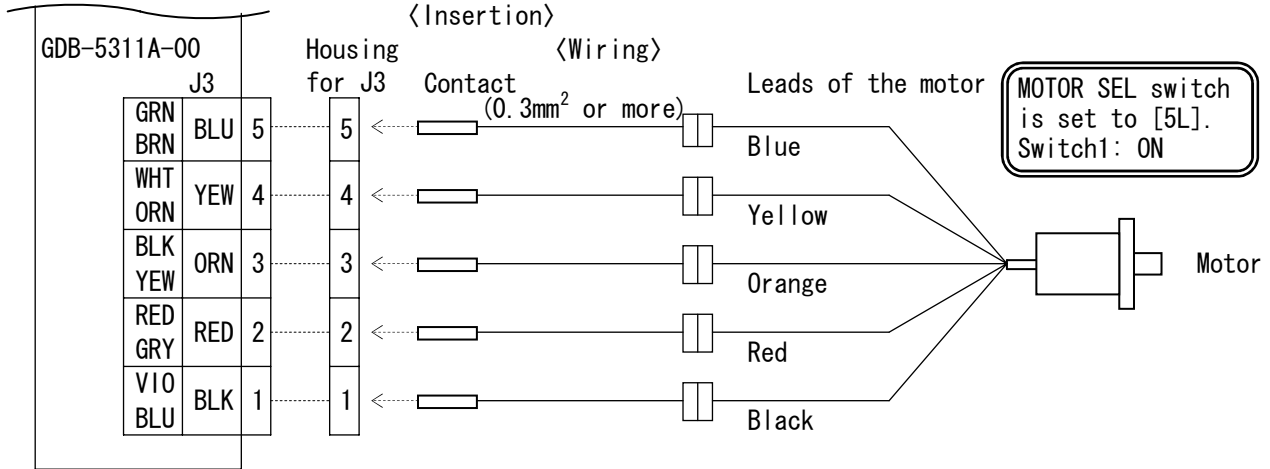 〈Insertion〉
GDB-5311A-00 Housing 〈Wiring〉
J3 for J3 Contact Leads of the motor
(0.3mm² or more)
MOTOR SEL switch
is set to [5L].
Switch1: ON
GRN
BRN
BLU 5 5
Blue
WHT
ORN
YEW 4 4
Yellow
BLK
YEW
ORN 3 3
Orange
Motor
RED
GRY
RED 2 2
Red
VIO
BLU
BLK 1 1
Black